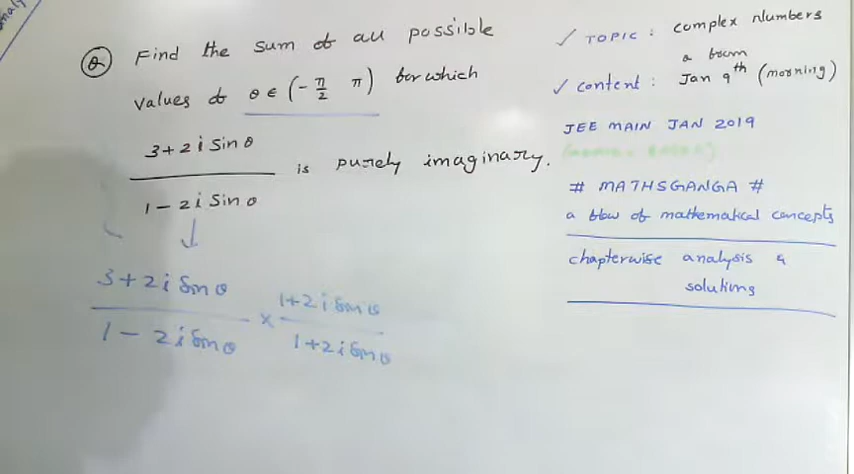 Q Find the sum of all possible
values of θ ∈ (-π/2 π) for which
3+2i Sinθ
1-2i Sinθ
is purely imaginary.
3+2i Sinθ
1-2i Sinθ
×
1+2i Sinθ
1+2i Sinθ
✓ TOPIC : complex Numbers
✓ Content : Jan 9th (morning)
JEE MAIN JAN 2019
# MATHSGANGA #
a flow of mathematical concepts
chapterwise analysis &
solutions